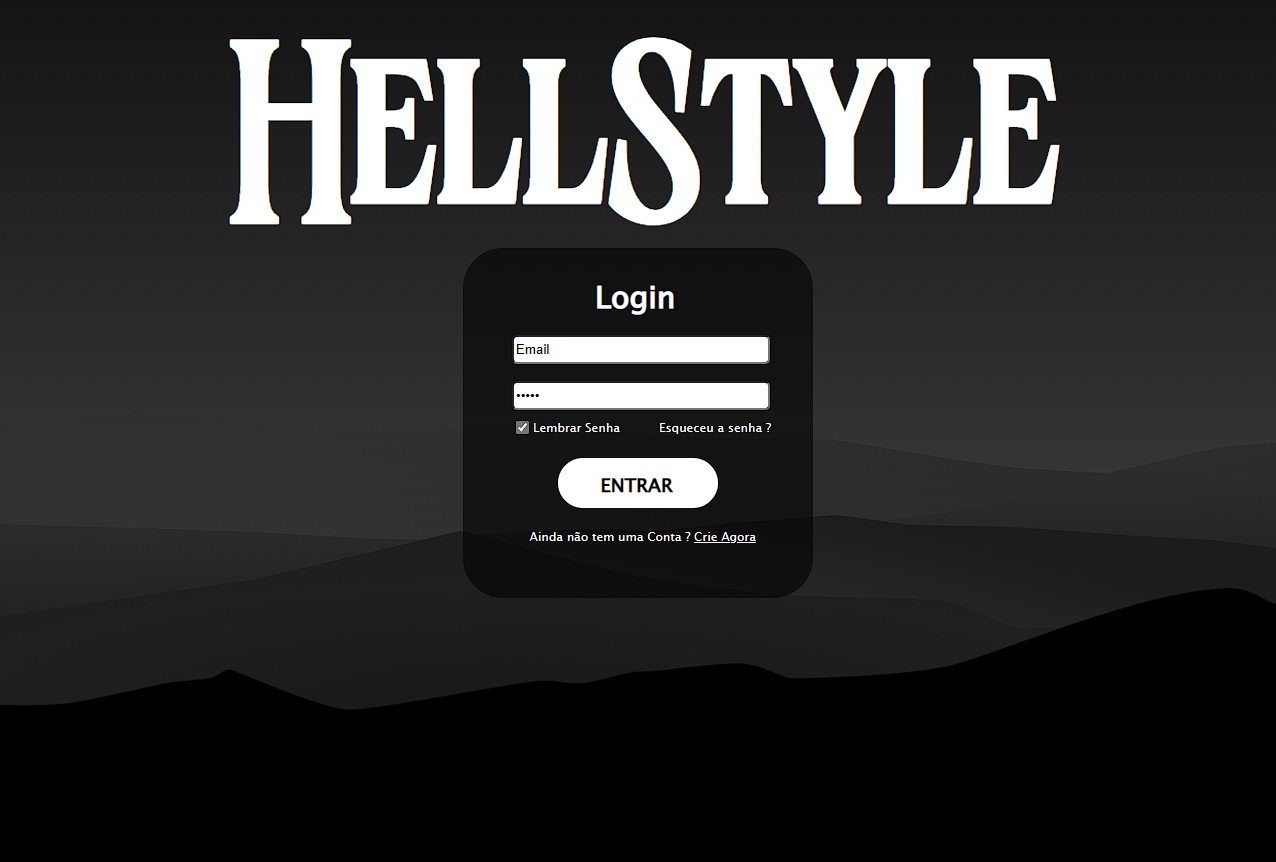 HELLSTYLE
Login
Email
•••••
Lembrar Senha Esqueceu a senha ?
ENTRAR
Ainda não tem uma Conta ? Crie Agora